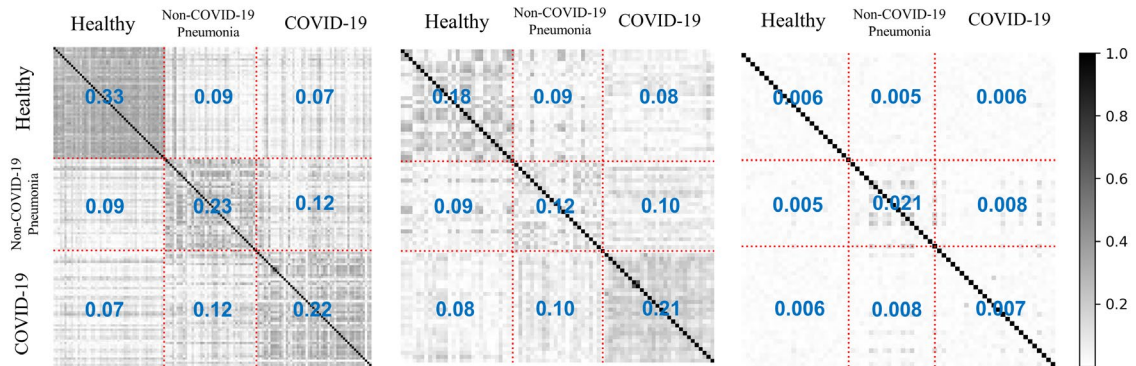 Healthy Non-COVID-19 Pneumonia COVID-19
Healthy Non-COVID-19 Pneumonia COVID-19
Healthy Non-COVID-19 Pneumonia COVID-19
Healthy
0.33 0.09 0.07
0.18 0.09 0.08
0.006 0.005 0.006
Non-COVID-19
Pneumonia
0.09 0.23 0.12
0.09 0.12 0.10
0.005 0.021 0.008
COVID-19
0.07 0.12 0.22
0.08 0.10 0.21
0.006 0.008 0.007
1.0
0.8
0.6
0.4
0.2